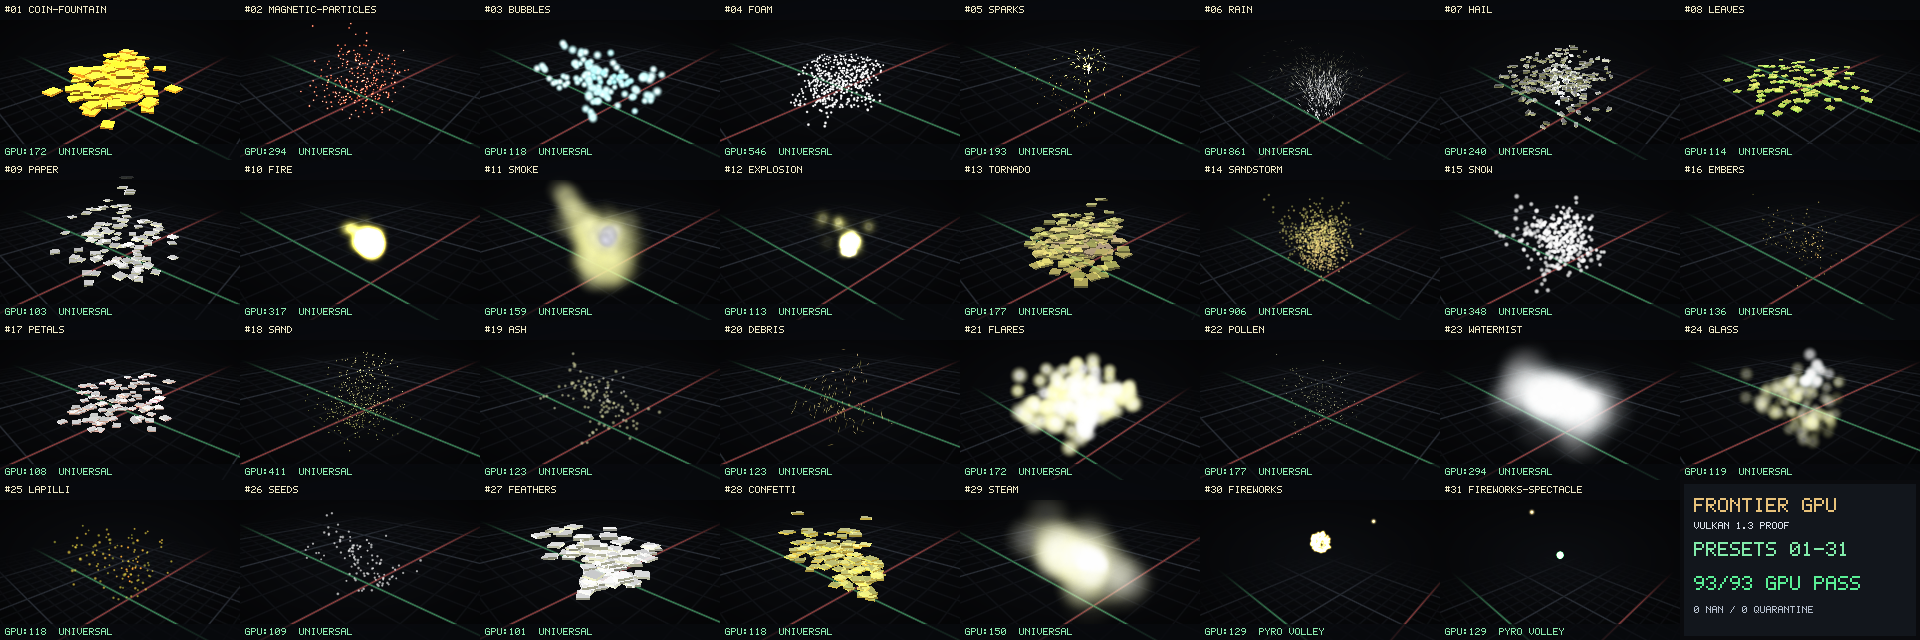 #01 COIN-FOUNTAIN
#02 MAGNETIC-PARTICLES
#03 BUBBLES
#04 FOAM
#05 SPARKS
#06 RAIN
#07 HAIL
#08 LEAVES
GPU:172 UNIVERSAL
GPU:294 UNIVERSAL
GPU:118 UNIVERSAL
GPU:546 UNIVERSAL
GPU:193 UNIVERSAL
GPU:861 UNIVERSAL
GPU:240 UNIVERSAL
GPU:114 UNIVERSAL
#09 PAPER
#10 FIRE
#11 SMOKE
#12 EXPLOSION
#13 TORNADO
#14 SANDSTORM
#15 SNOW
#16 EMBERS
GPU:103 UNIVERSAL
GPU:317 UNIVERSAL
GPU:159 UNIVERSAL
GPU:113 UNIVERSAL
GPU:177 UNIVERSAL
GPU:906 UNIVERSAL
GPU:348 UNIVERSAL
GPU:136 UNIVERSAL
#17 PETALS
#18 SAND
#19 ASH
#20 DEBRIS
#21 FLARES
#22 POLLEN
#23 WATERMIST
#24 GLASS
GPU:108 UNIVERSAL
GPU:411 UNIVERSAL
GPU:123 UNIVERSAL
GPU:123 UNIVERSAL
GPU:172 UNIVERSAL
GPU:177 UNIVERSAL
GPU:294 UNIVERSAL
GPU:119 UNIVERSAL
#25 LAPILLI
#26 SEEDS
#27 FEATHERS
#28 CONFETTI
#29 STEAM
#30 FIREWORKS
#31 FIREWORKS-SPECTACLE
GPU:118 UNIVERSAL
GPU:109 UNIVERSAL
GPU:101 UNIVERSAL
GPU:118 UNIVERSAL
GPU:150 UNIVERSAL
GPU:129 PYRO VOLLEY
GPU:129 PYRO VOLLEY
FRONTIER GPU
VULKAN 1.3 PROOF
PRESETS 01-31
93/93 GPU PASS
0 NAN / 0 QUARANTINE